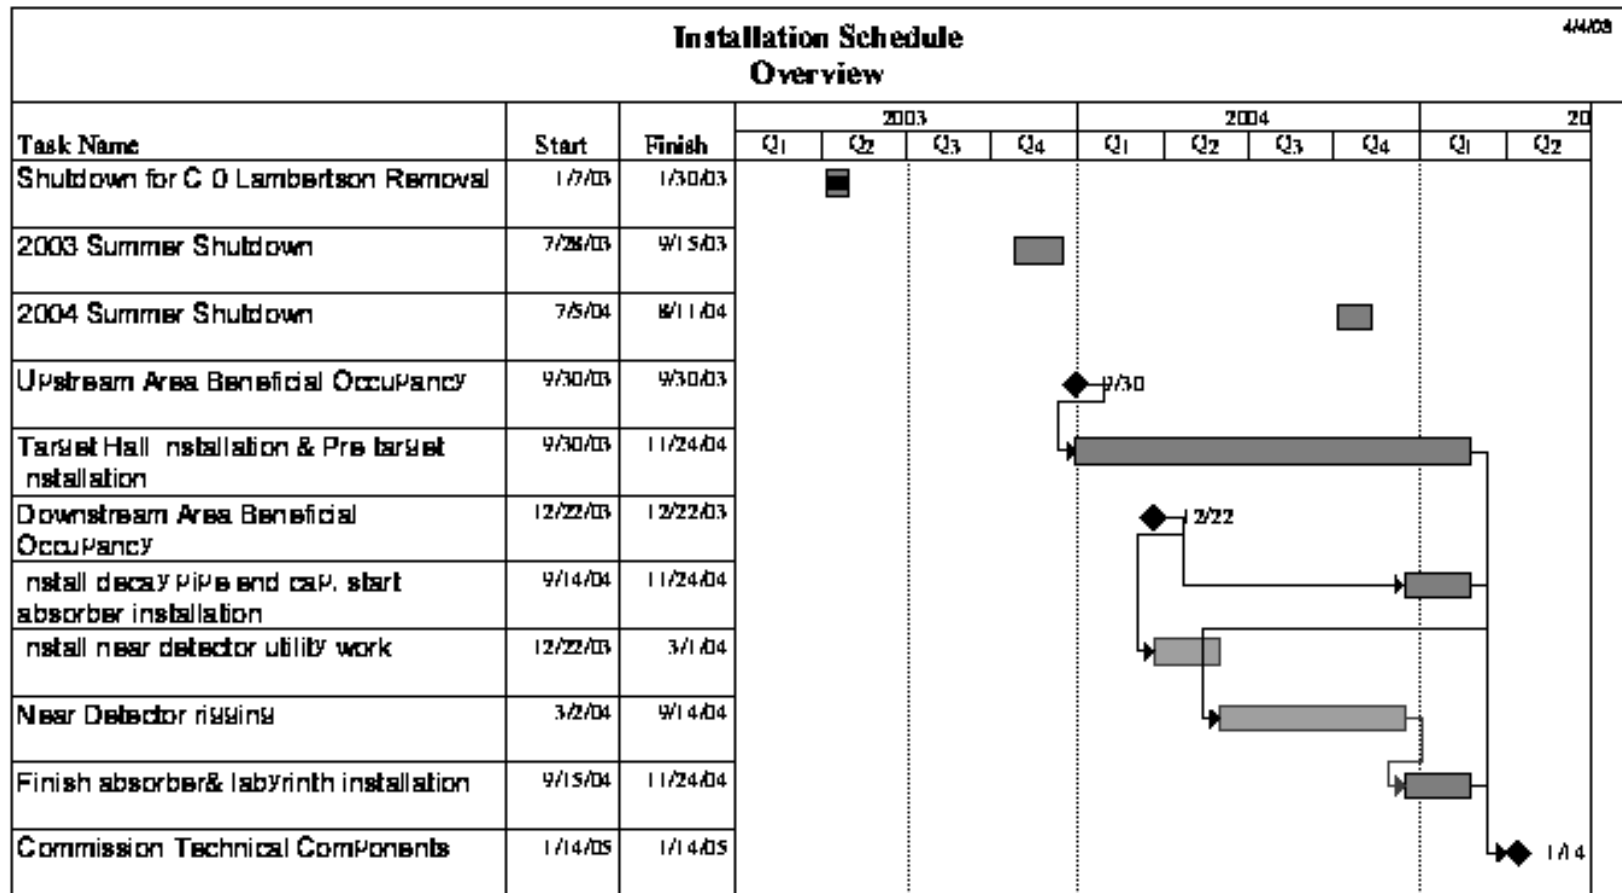 Installation Schedule
4/4/03
Overview
2003 2004 20
Task Name Start Finish Q1 Q2 Q3 Q4 Q1 Q2 Q3 Q4 Q1 Q2
Shutdown for C 0 Lambertson Removal 1/7/03 1/30/03
2003 Summer Shutdown 7/28/03 9/15/03
2004 Summer Shutdown 7/5/04 8/11/04
Upstream Area Beneficial Occupancy 9/30/03 9/30/03 9/30
Target Hall nstallation & Pre target 9/30/03 11/24/04
nstallation
Downstream Area Beneficial 12/22/03 12/22/03 12/22
Occupancy
nstall decay pipe end cap, start 9/14/04 11/24/04
absorber installation
nstall near detector utility work 12/22/03 3/1/04
Near Detector rigging 3/2/04 9/14/04
Finish absorber& labyrinth installation 9/15/04 11/24/04
Commission Technical Components 1/14/05 1/14/05 1/14